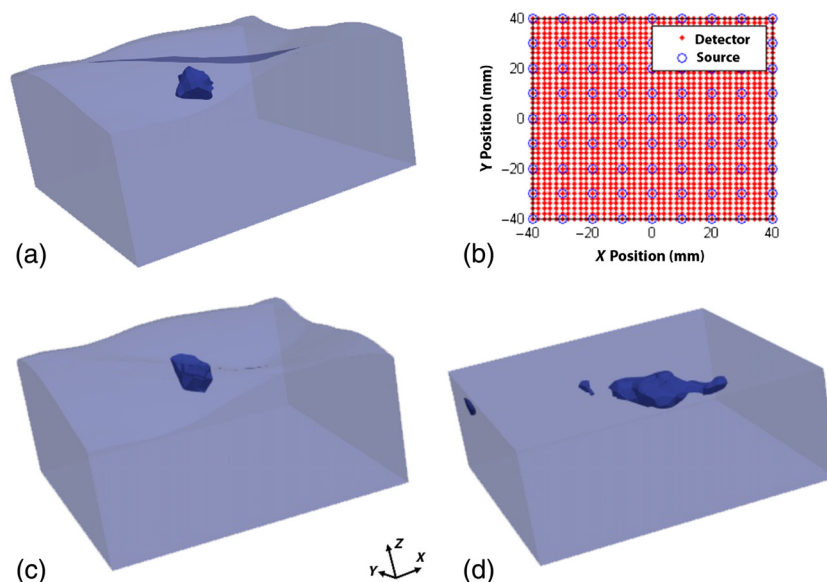 (a)
(b)
40
20
0
−20
−40
−40
−20
0
20
40
Y Position (mm)
X Position (mm)
Detector
Source
(c)
Z
Y
X
(d)